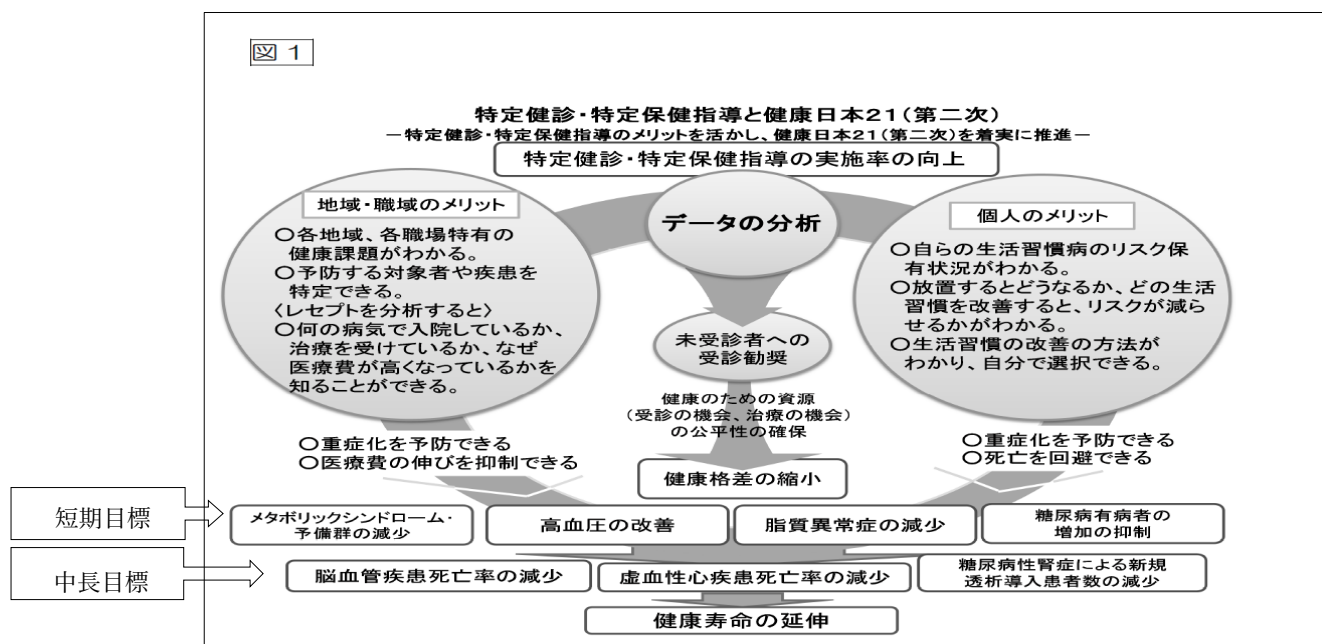 図1
特定健診・特定保健指導と健康日本21(第二次)
－特定健診・特定保健指導のメリットを活かし、健康日本21(第二次)を着実に推進－
特定健診・特定保健指導の実施率の向上
地域・職域のメリット
○各地域、各職場特有の
健康課題がわかる。
○予防する対象者や疾患を
特定できる。
〈レセプトを分析すると〉
○何の病気で入院しているか、
治療を受けているか、なぜ
医療費が高くなっているかを
知ることができる。
データの分析
個人のメリット
○自らの生活習慣病のリスク保
有状況がわかる。
○放置するとどうなるか、どの生活
習慣を改善すると、リスクが減ら
せるかがわかる。
○生活習慣の改善の方法が
わかり、自分で選択できる。
未受診者への
受診勧奨
健康のための資源
(受診の機会、治療の機会)
の公平性の確保
○重症化を予防できる
○医療費の伸びを抑制できる
○重症化を予防できる
○死亡を回避できる
健康格差の縮小
短期目標
メタボリックシンドローム・
予備群の減少
高血圧の改善
脂質異常症の減少
糖尿病有病者の
増加の抑制
中長目標
脳血管疾患死亡率の減少
虚血性心疾患死亡率の減少
糖尿病性腎症による新規
透析導入患者数の減少
健康寿命の延伸